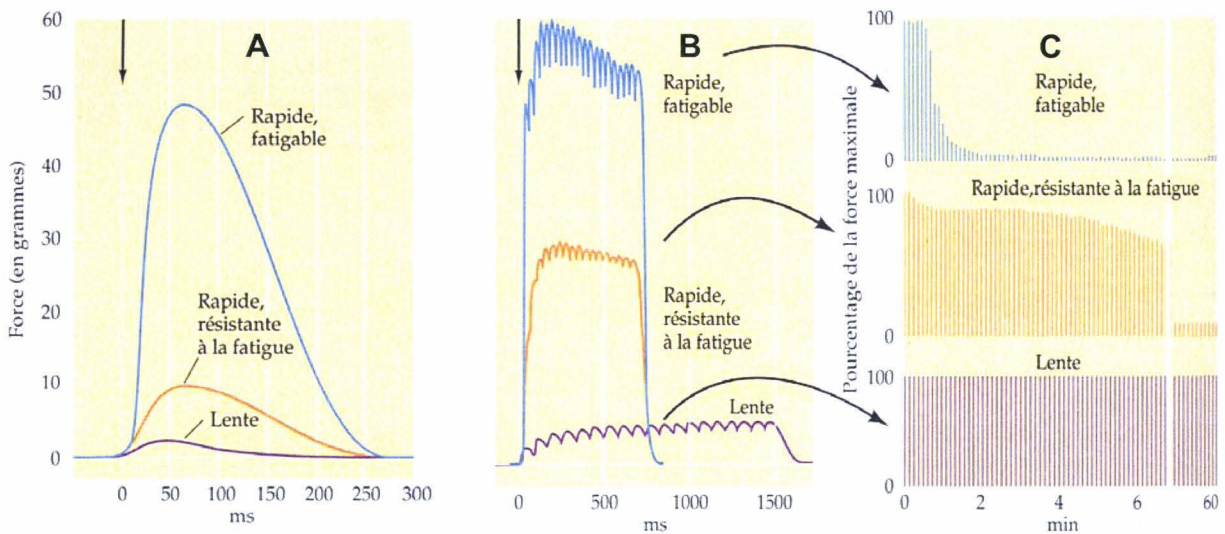 A
Force (en grammes)
60
50
40
30
20
10
0
Rapide,
fatigable
Rapide,
résistante
à la fatigue
Lente
0 50 100 150 200 250 300
ms
B
Rapide,
fatigable
Rapide,
résistante
à la fatigue
Lente
0 500 1000 1500
ms
C
Pourcentage de la force maximale
100
Rapide,
fatigable
0
100
Rapide,résistante à la fatigue
0
Lente
100
0
0 2 4 6 60
min